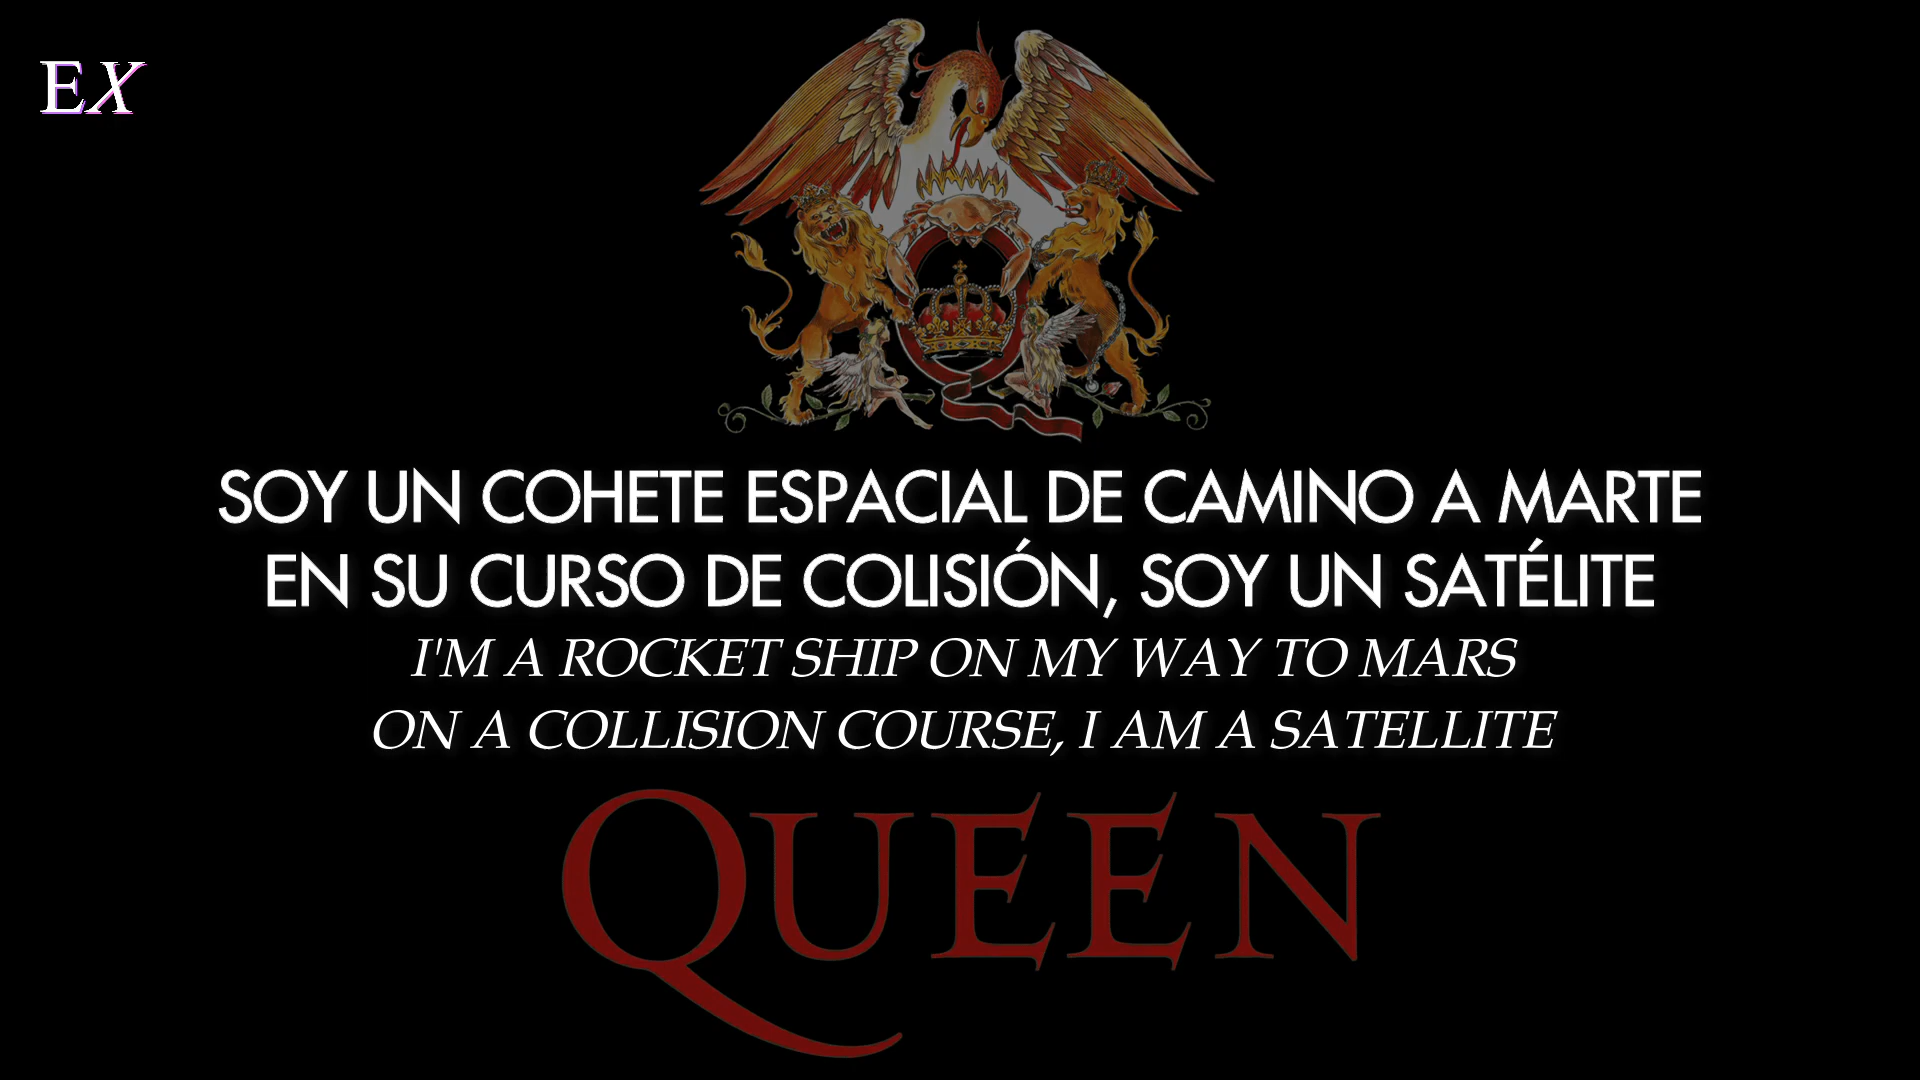 EX
SOY UN COHETE ESPACIAL DE CAMINO A MARTE
EN SU CURSO DE COLISIÓN, SOY UN SATÉLITE
I'M A ROCKET SHIP ON MY WAY TO MARS
ON A COLLISION COURSE, I AM A SATELLITE
QUEEN